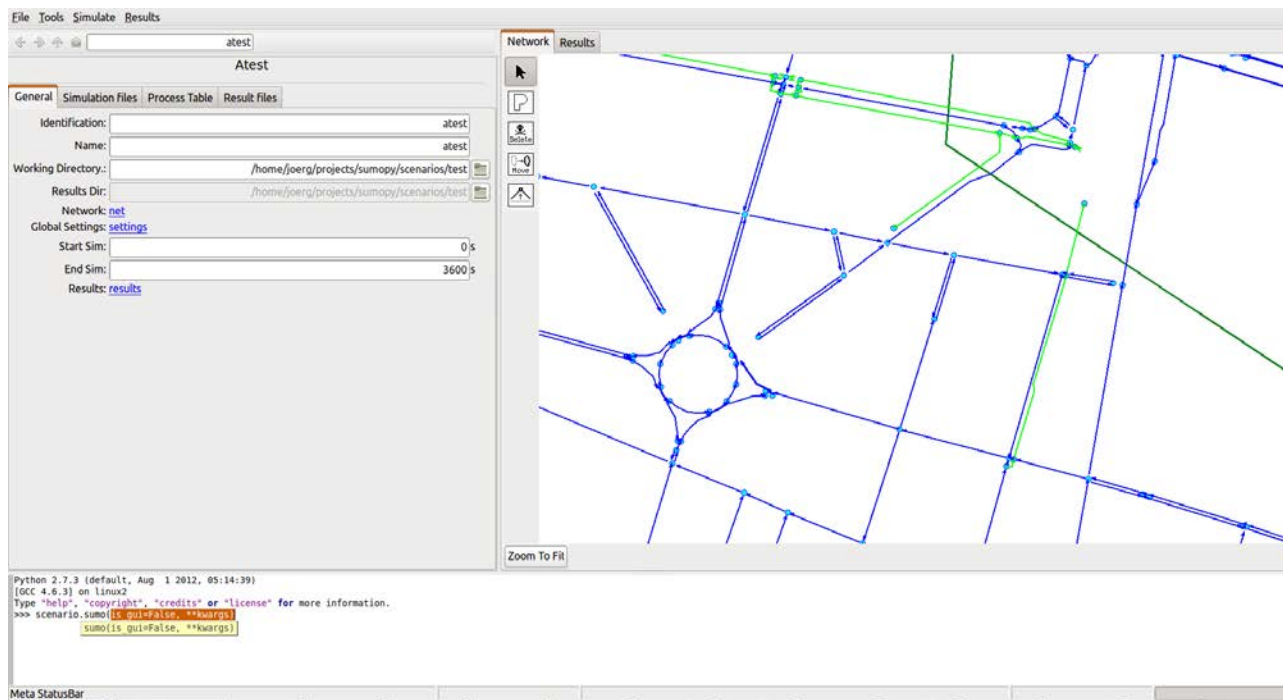 File Tools Simulate Results
atest
Atest
General Simulation files Process Table Result files
Identification: atest
Name: atest
Working Directory.: /home/joerg/projects/sumopy/scenarios/test
Results Dir: /home/joerg/projects/sumopy/scenarios/test
Network: net
Global Settings: settings
Start Sim: 0 s
End Sim: 3600 s
Results: results
Network Results
Delete
Move
Zoom To Fit
Python 2.7.3 (default, Aug 1 2012, 05:14:39)
[GCC 4.6.3] on linux2
Type "help", "copyright", "credits" or "license" for more information.
>>> scenario.sumo(is_gui=False, **kwargs)
sumo(is_gui=False, **kwargs)
Meta StatusBar